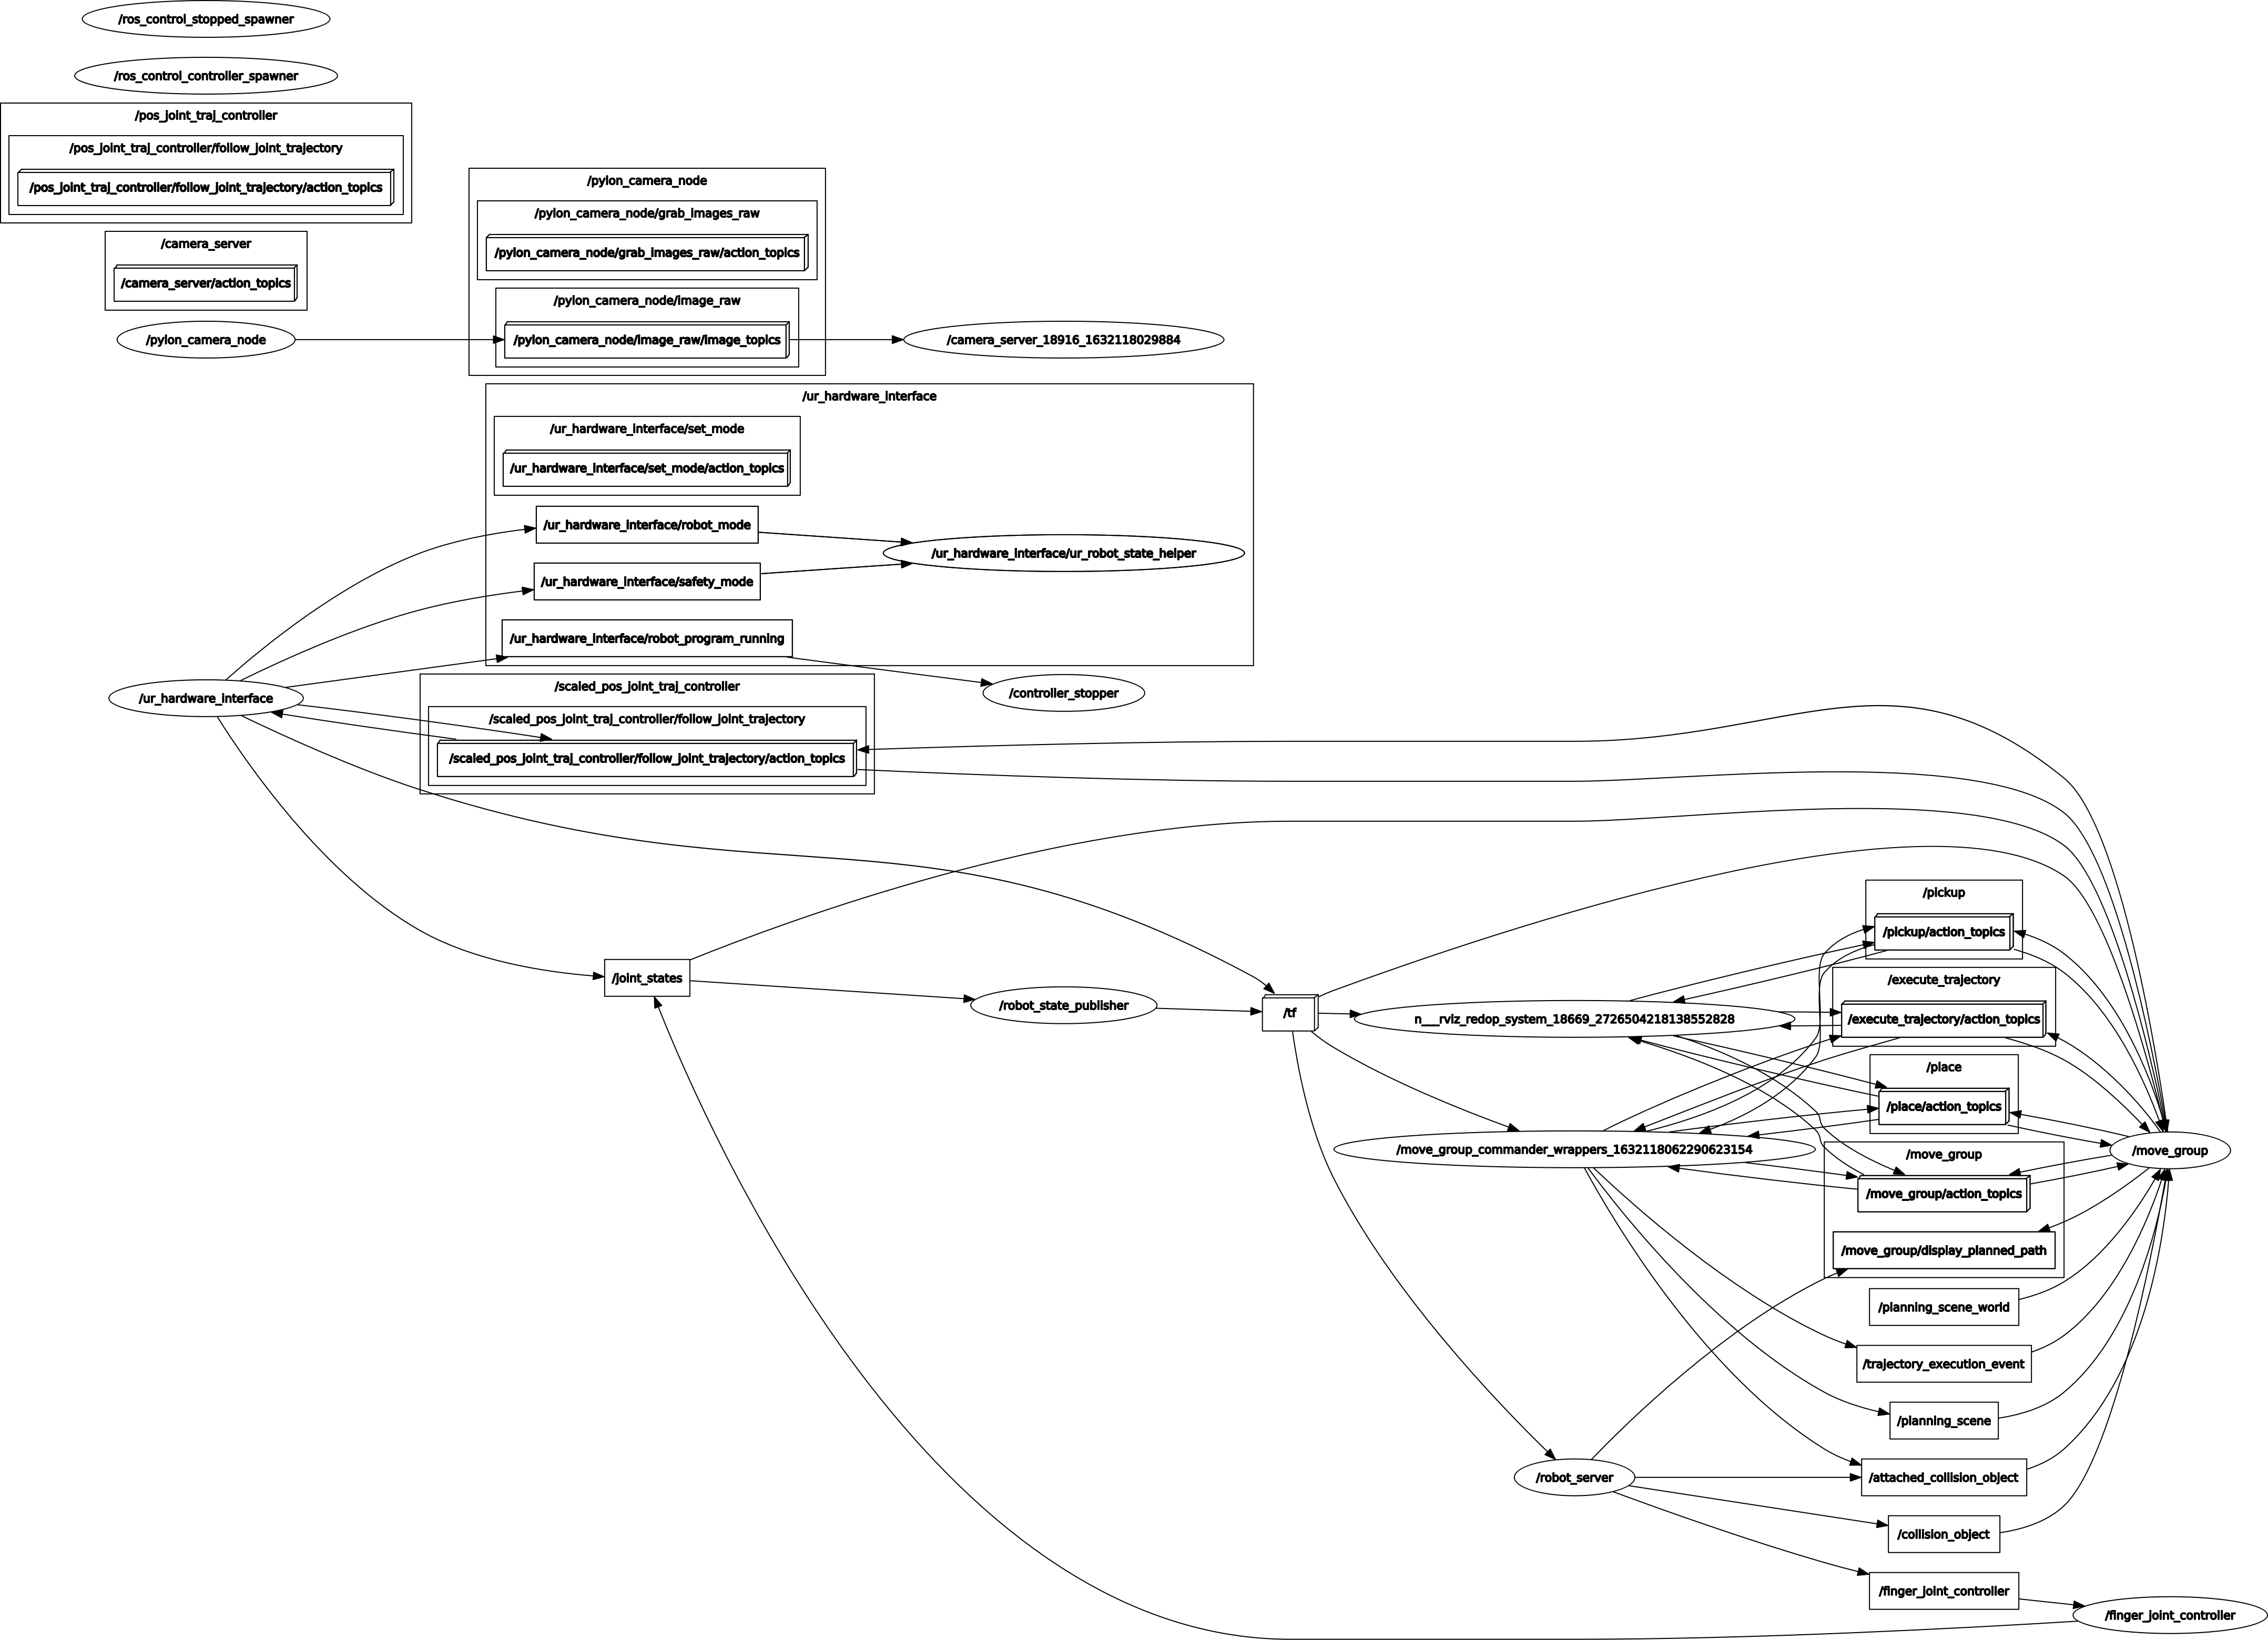 /ros_control_stopped_spawner
/ros_control_controller_spawner
/pos_joint_traj_controller
/pos_joint_traj_controller/follow_joint_trajectory
/pos_joint_traj_controller/follow_joint_trajectory/action_topics
/camera_server
/camera_server/action_topics
/pylon_camera_node
/pylon_camera_node
/pylon_camera_node/grab_images_raw
/pylon_camera_node/grab_images_raw/action_topics
/pylon_camera_node/image_raw
/pylon_camera_node/image_raw/image_topics
/camera_server_18916_1632118029884
/ur_hardware_interface
/ur_hardware_interface/set_mode
/ur_hardware_interface/set_mode/action_topics
/ur_hardware_interface/robot_mode
/ur_hardware_interface/ur_robot_state_helper
/ur_hardware_interface/safety_mode
/ur_hardware_interface/robot_program_running
/ur_hardware_interface
/controller_stopper
/scaled_pos_joint_traj_controller
/scaled_pos_joint_traj_controller/follow_joint_trajectory
/scaled_pos_joint_traj_controller/follow_joint_trajectory/action_topics
/joint_states
/robot_state_publisher
/tf
n___rviz_redop_system_18669_2726504218138552828
/move_group_commander_wrappers_1632118062290623154
/robot_server
/pickup
/pickup/action_topics
/execute_trajectory
/execute_trajectory/action_topics
/place
/place/action_topics
/move_group
/move_group/action_topics
/move_group/display_planned_path
/move_group
/planning_scene_world
/trajectory_execution_event
/planning_scene
/attached_collision_object
/collision_object
/finger_joint_controller
/finger_joint_controller